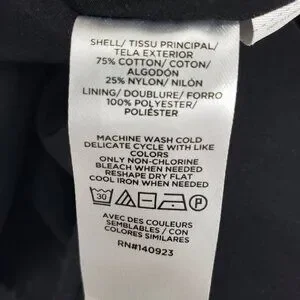 SHELL/ TISSU PRINCIPAL/
TELA EXTERIOR
75% COTTON/ COTON/
ALGODÓN
25% NYLON/ NILÓN
LINING/ DOUBLURE/ FORRO
100% POLYESTER/
POLIÉSTER
MACHINE WASH COLD
DELICATE CYCLE WITH LIKE
COLORS
ONLY NON-CHLORINE
BLEACH WHEN NEEDED
RESHAPE DRY FLAT
COOL IRON WHEN NEEDED
30 P
AVEC DES COULEURS
SEMBLABLES / CON
COLORES SIMILARES
RN#140923